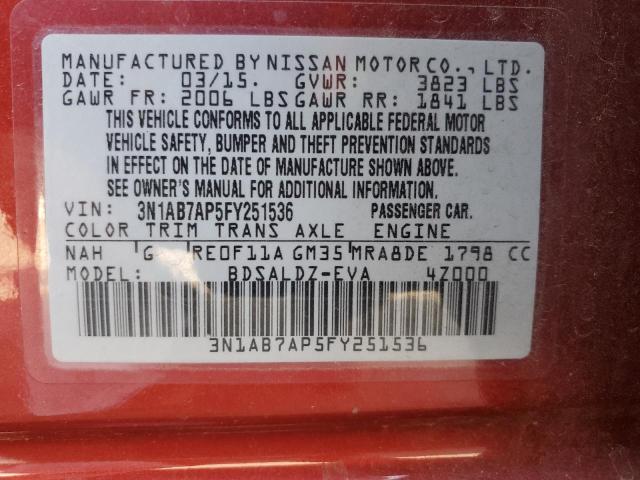 MANUFACTURED BY NISSAN MOTOR CO., LTD.
DATE: 03/15. GVWR: 3823 LBS
GAWR FR: 2006 LBS GAWR RR: 1841 LBS
THIS VEHICLE CONFORMS TO ALL APPLICABLE FEDERAL MOTOR
VEHICLE SAFETY, BUMPER AND THEFT PREVENTION STANDARDS
IN EFFECT ON THE DATE OF MANUFACTURE SHOWN ABOVE.
SEE OWNER'S MANUAL FOR ADDITIONAL INFORMATION.
VIN: 3N1AB7AP5FY251536 PASSENGER CAR.
COLOR TRIM TRANS AXLE ENGINE
NAH G RE0F11A GM35 MRA8DE 1798 CC
MODEL: BDSALDZ-EVA 4Z000
3N1AB7AP5FY251536